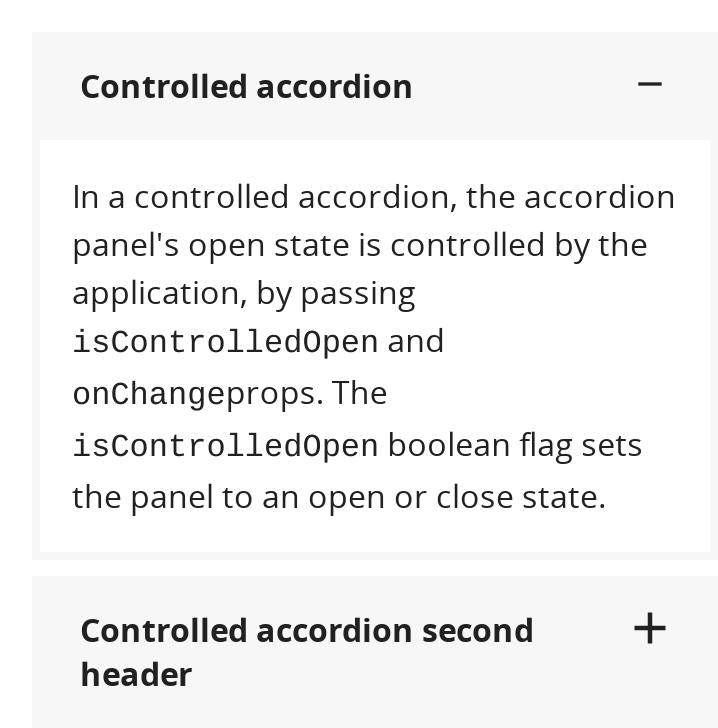 Controlled accordion
In a controlled accordion, the accordion
panel's open state is controlled by the
application, by passing
isControlledOpen and
onChangeprops. The
isControlledOpen boolean flag sets
the panel to an open or close state.
Controlled accordion second
header